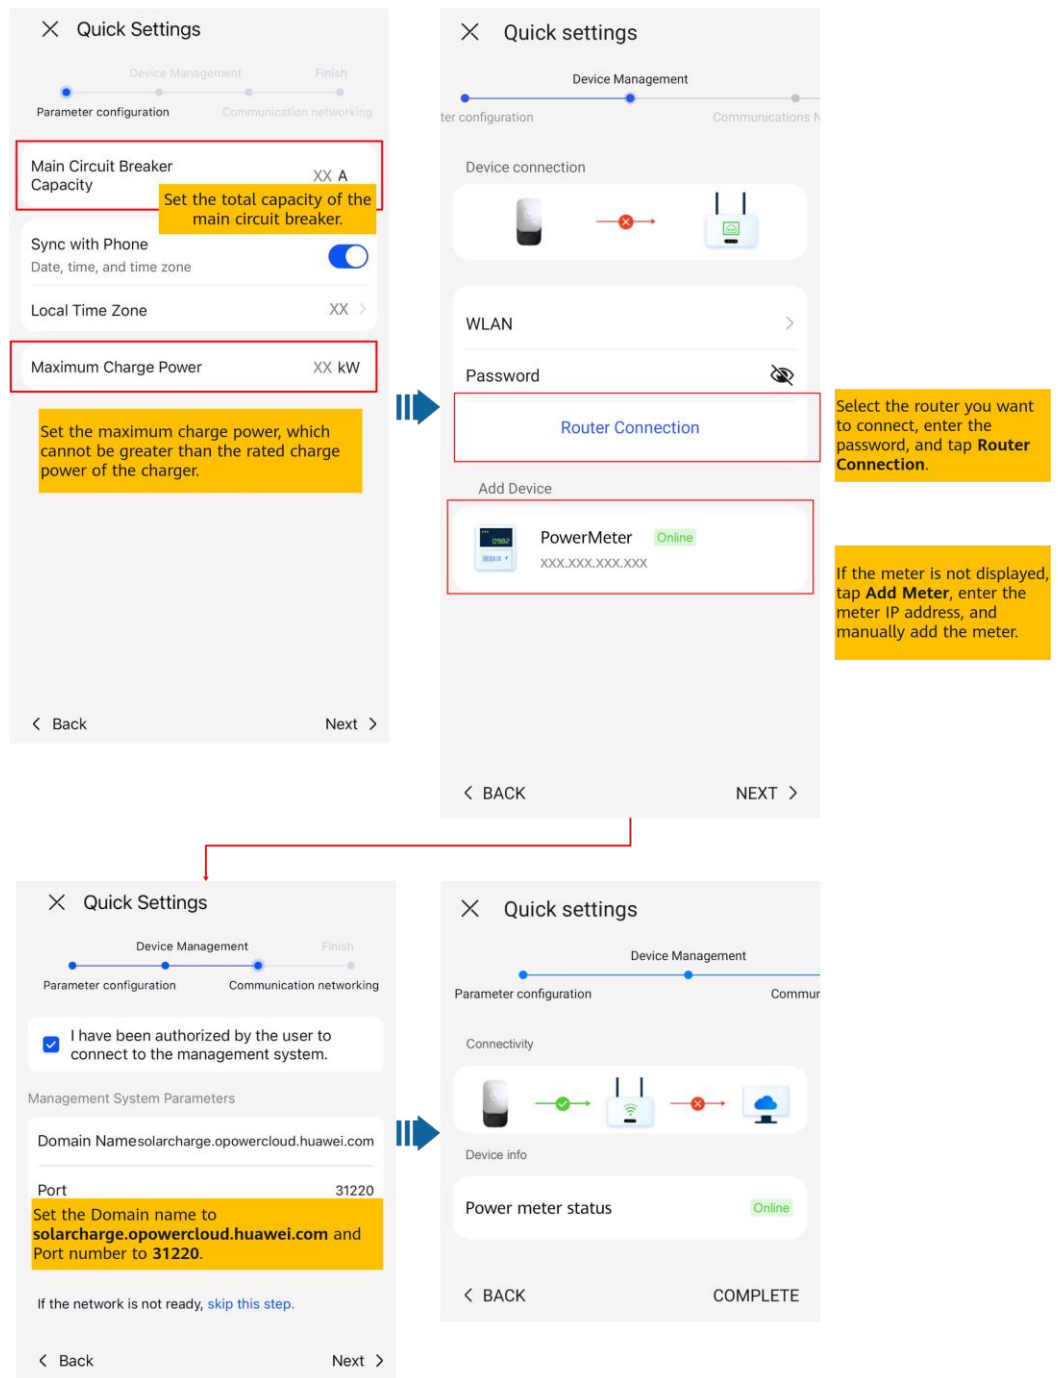 Quick Settings
Device Management Finish
Parameter configuration Communication networking
Main Circuit Breaker
Capacity
XX A
Set the total capacity of the
main circuit breaker.
Sync with Phone
Date, time, and time zone
Local Time Zone XX
Maximum Charge Power XX kW
Set the maximum charge power, which
cannot be greater than the rated charge
power of the charger.
Back Next
Quick settings
Device Management
ter configuration Communications N
Device connection
WLAN
Password
Router Connection
Select the router you want
to connect, enter the
password, and tap Router
Connection.
Add Device
0982
PowerMeter Online
XXX.XXX.XXX.XXX
If the meter is not displayed,
tap Add Meter, enter the
meter IP address, and
manually add the meter.
BACK NEXT
Quick Settings
Device Management Finish
Parameter configuration Communication networking
I have been authorized by the user to
connect to the management system.
Management System Parameters
Domain Name solarcharge.opowercloud.huawei.com
Port 31220
Set the Domain name to
solarcharge.opowercloud.huawei.com and
Port number to 31220.
If the network is not ready, skip this step.
Back Next
Quick settings
Device Management
Parameter configuration Commur
Connectivity
Device info
Power meter status Online
BACK COMPLETE